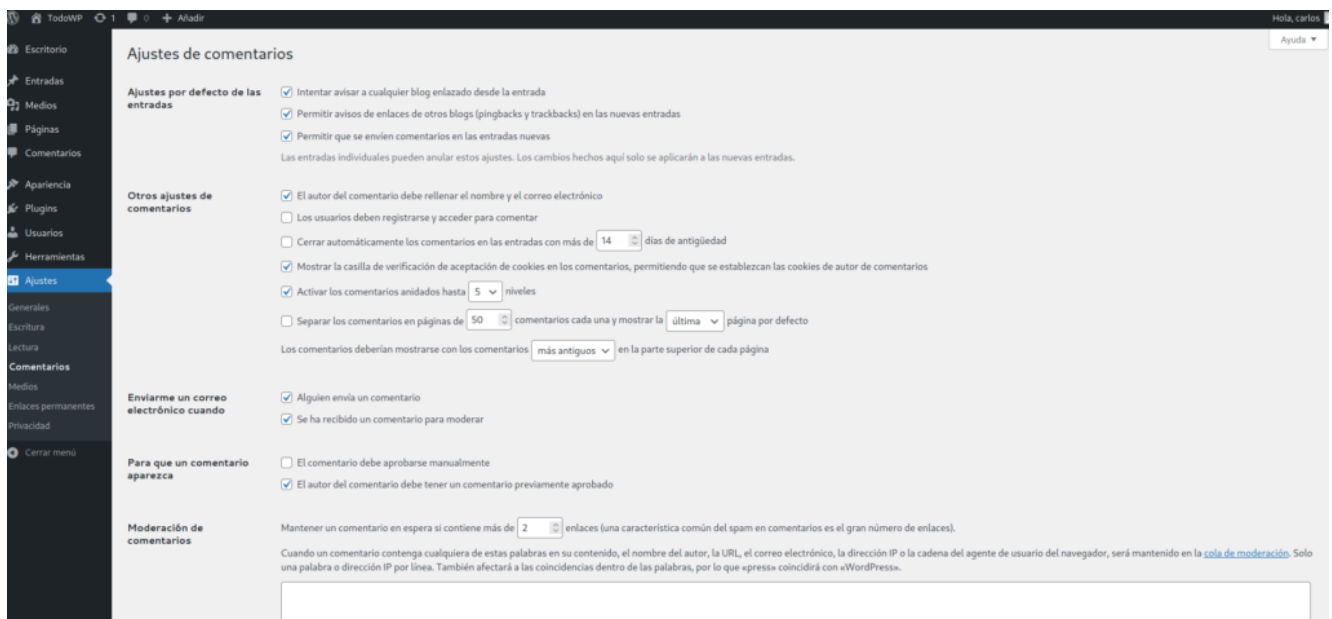 TodoWP 1 0 + Añadir Hola, carlos
Ayuda
Escritorio
Entradas
Medios
Páginas
Comentarios
Apariencia
Plugins
Usuarios
Herramientas
Ajustes
Generales
Escritura
Lectura
Comentarios
Medios
Enlaces permanentes
Privacidad
Cerrar menú
Ajustes de comentarios
Ajustes por defecto de las
entradas
Intentar avisar a cualquier blog enlazado desde la entrada
Permitir avisos de enlaces de otros blogs (pingbacks y trackbacks) en las nuevas entradas
Permitir que se envíen comentarios en las entradas nuevas
Las entradas individuales pueden anular estos ajustes. Los cambios hechos aquí solo se aplicarán a las nuevas entradas.
Otros ajustes de
comentarios
El autor del comentario debe rellenar el nombre y el correo electrónico
Los usuarios deben registrarse y acceder para comentar
Cerrar automáticamente los comentarios en las entradas con más de 14 días de antigüedad
Mostrar la casilla de verificación de aceptación de cookies en los comentarios, permitiendo que se establezcan las cookies de autor de comentarios
Activar los comentarios anidados hasta 5 niveles
Separar los comentarios en páginas de 50 comentarios cada una y mostrar la última página por defecto
Los comentarios deberían mostrarse con los comentarios más antiguos en la parte superior de cada página
Enviarme un correo
electrónico cuando
Alguien envía un comentario
Se ha recibido un comentario para moderar
Para que un comentario
aparezca
El comentario debe aprobarse manualmente
El autor del comentario debe tener un comentario previamente aprobado
Moderación de
comentarios
Mantener un comentario en espera si contiene más de 2 enlaces (una característica común del spam en comentarios es el gran número de enlaces).
Cuando un comentario contenga cualquiera de estas palabras en su contenido, el nombre del autor, la URL, el correo electrónico, la dirección IP o la cadena del agente de usuario del navegador, será mantenido en la cola de moderación. Solo
una palabra o dirección IP por línea. También afectará a las coincidencias dentro de las palabras, por lo que «press» coincidirá con «WordPress».